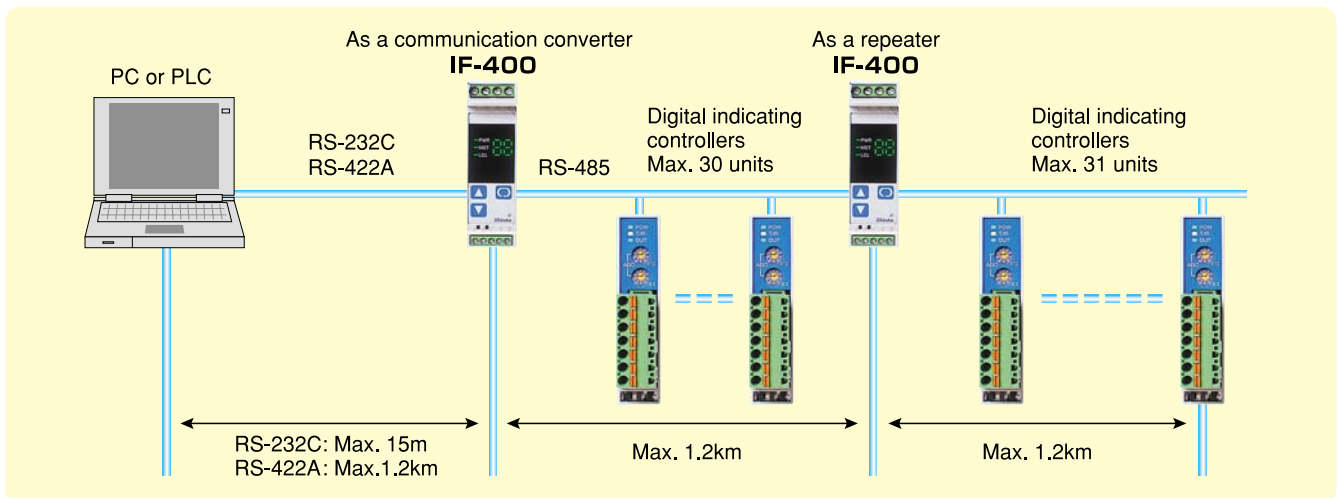 As a communication converter
IF-400
As a repeater
IF-400
PC or PLC
RS-232C
RS-422A
RS-485
Digital indicating
controllers
Max. 30 units
Digital indicating
controllers
Max. 31 units
RS-232C: Max. 15m
RS-422A: Max.1.2km
Max. 1.2km
Max. 1.2km